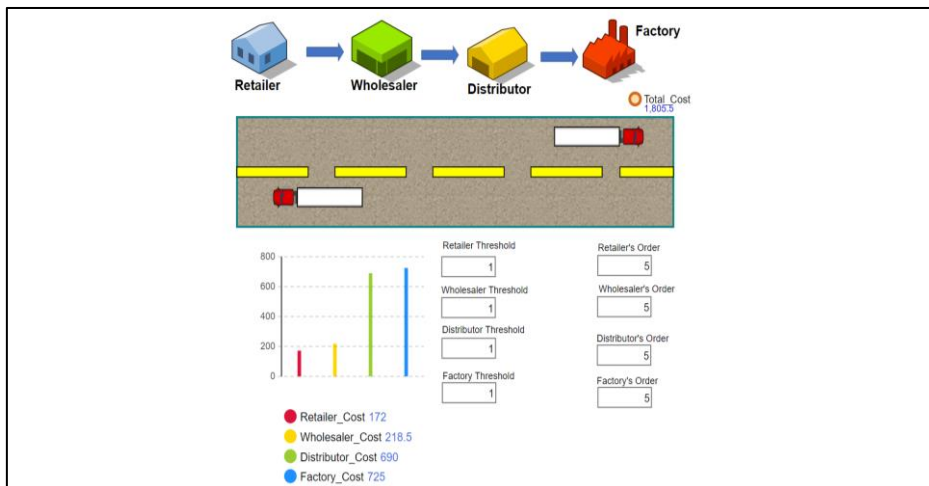 Factory
Retailer
Wholesaler
Distributor
Total_Cost
1,805.5
Retailer Threshold
1
Retailer's Order
5
Wholesaler Threshold
1
Wholesaler's Order
5
Distributor Threshold
1
Distributor's Order
5
Factory Threshold
1
Factory's Order
5
800
600
400
200
0
Retailer_Cost 172
Wholesaler_Cost 218.5
Distributor_Cost 690
Factory_Cost 725